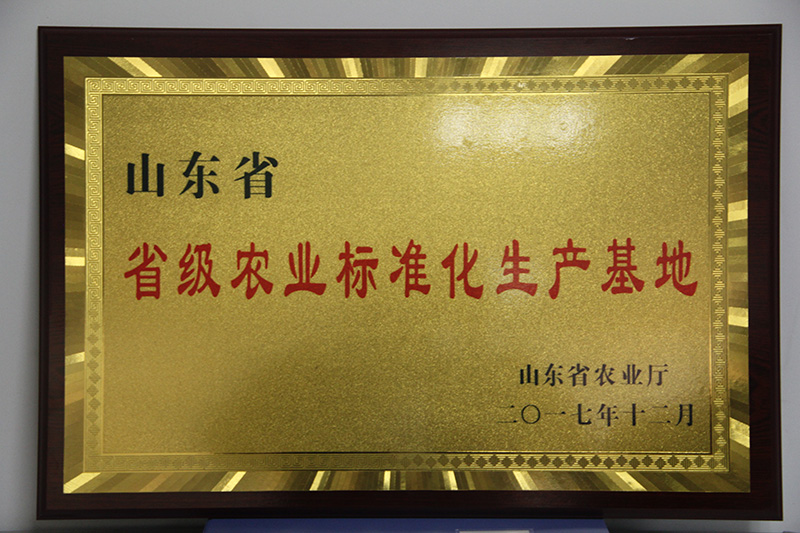 山东省
省级农业标准化生产基地
山东省农业厅
二〇一七年十二月